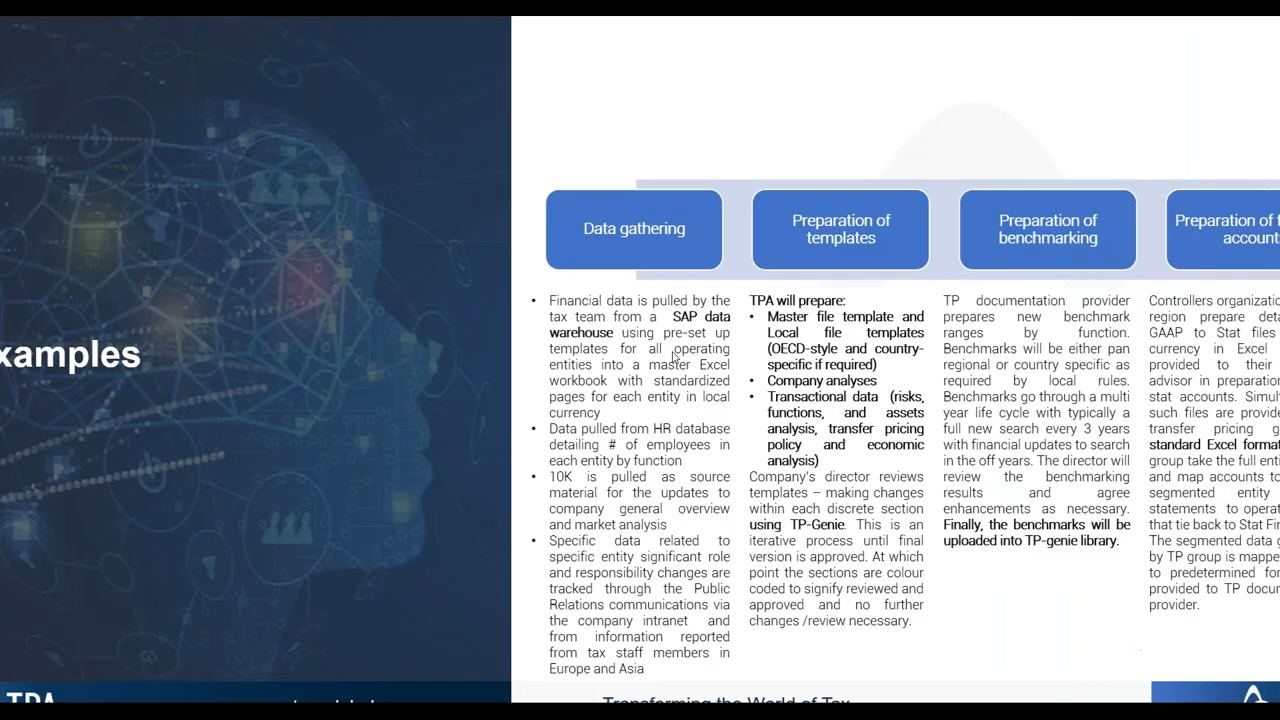 xamples
Data gathering
Preparation of
templates
Preparation of
benchmarking
Preparation of f
account
• Financial data is pulled by the
tax team from a SAP data
warehouse using pre-set up
templates for all operating
entities into a master Excel
workbook with standardized
pages for each entity in local
currency
• Data pulled from HR database
detailing # of employees in
each entity by function
• 10K is pulled as source
material for the updates to
company general overview
and market analysis
• Specific data related to
specific entity significant role
and responsibility changes are
tracked through the Public
Relations communications via
the company intranet and
from information reported
from tax staff members in
Europe and Asia
TPA will prepare:
• Master file template and
Local file templates
(OECD-style and country-
specific if required)
• Company analyses
• Transactional data (risks,
functions, and assets
analysis, transfer pricing
policy and economic
analysis)
Company's director reviews
templates – making changes
within each discrete section
using TP-Genie. This is an
iterative process until final
version is approved. At which
point the sections are colour
coded to signify reviewed and
approved and no further
changes /review necessary.
TP documentation provider
prepares new benchmark
ranges by function.
Benchmarks will be either pan
regional or country specific as
required by local rules.
Benchmarks go through a multi
year life cycle with typically a
full new search every 3 years
with financial updates to search
in the off years. The director will
review the benchmarking
results and agree
enhancements as necessary.
Finally, the benchmarks will be
uploaded into TP-genie library.
Controllers organizatio
region prepare deta
GAAP to Stat files
currency in Excel
provided to their
advisor in preparation
stat accounts. Simul
such files are provide
transfer pricing g
standard Excel format
group take the full enti
and map accounts to
segmented entity
statements to operat
that tie back to Stat Fi
The segmented data g
by TP group is mappe
to predetermined for
provided to TP docu
provider.
TPA
Transforming the World of Tax